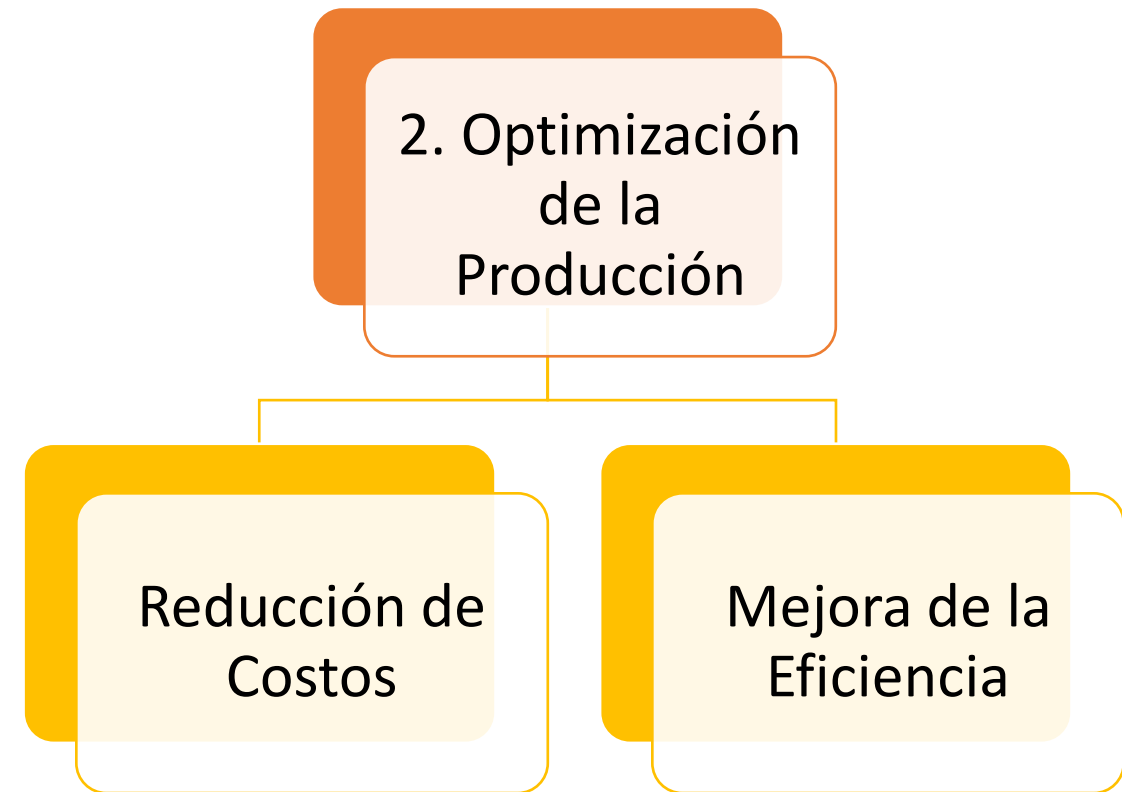 2. Optimización
de la
Producción
Reducción de
Costos
Mejora de la
Eficiencia